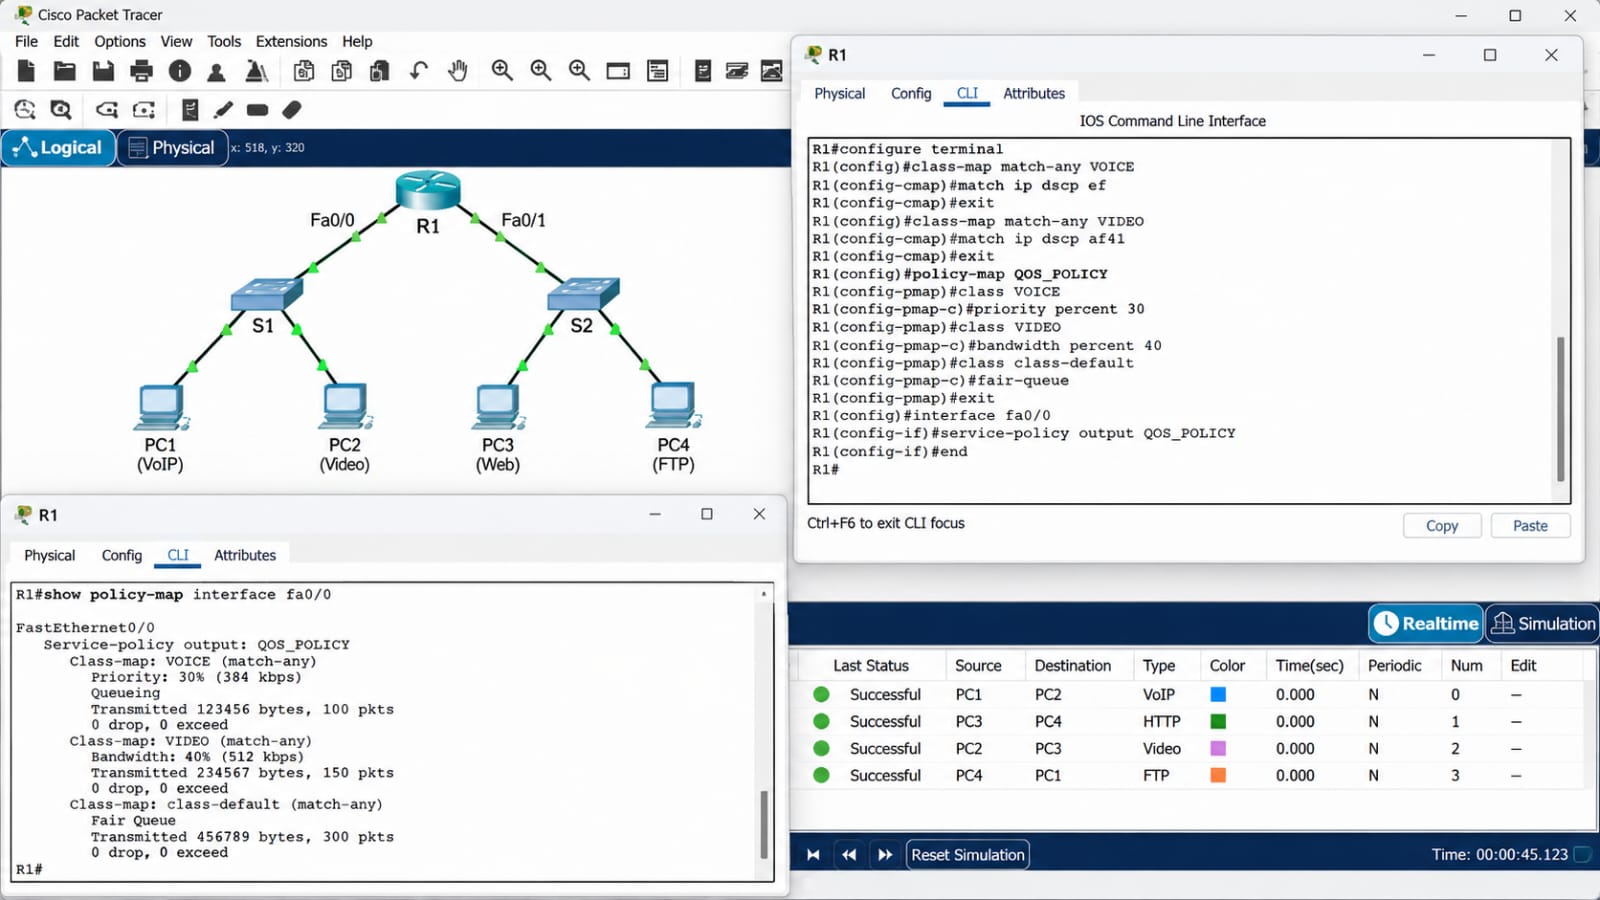 Cisco Packet Tracer
File Edit Options View Tools Extensions Help
Logical Physical x: 518, y: 320
R1
Fa0/0
Fa0/1
S1
S2
PC1
(VoIP)
PC2
(Video)
PC3
(Web)
PC4
(FTP)
R1
Physical Config CLI Attributes
IOS Command Line Interface
R1#configure terminal
R1(config)#class-map match-any VOICE
R1(config-cmap)#match ip dscp ef
R1(config-cmap)#exit
R1(config)#class-map match-any VIDEO
R1(config-cmap)#match ip dscp af41
R1(config-cmap)#exit
R1(config)#policy-map QOS_POLICY
R1(config-pmap)#class VOICE
R1(config-pmap-c)#priority percent 30
R1(config-pmap)#class VIDEO
R1(config-pmap-c)#bandwidth percent 40
R1(config-pmap)#class class-default
R1(config-pmap-c)#fair-queue
R1(config-pmap)#exit
R1(config)#interface fa0/0
R1(config-if)#service-policy output QOS_POLICY
R1(config-if)#end
R1#
Ctrl+F6 to exit CLI focus
Copy Paste
R1
Physical Config CLI Attributes
R1#show policy-map interface fa0/0
FastEthernet0/0
Service-policy output: QOS_POLICY
Class-map: VOICE (match-any)
Priority: 30% (384 kbps)
Queueing
Transmitted 123456 bytes, 100 pkts
0 drop, 0 exceed
Class-map: VIDEO (match-any)
Bandwidth: 40% (512 kbps)
Transmitted 234567 bytes, 150 pkts
0 drop, 0 exceed
Class-map: class-default (match-any)
Fair Queue
Transmitted 456789 bytes, 300 pkts
0 drop, 0 exceed
R1#
Realtime Simulation
Last Status Source Destination Type Color Time(sec) Periodic Num Edit
Successful PC1 PC2 VoIP 0.000 N 0 –
Successful PC3 PC4 HTTP 0.000 N 1 –
Successful PC2 PC3 Video 0.000 N 2 –
Successful PC4 PC1 FTP 0.000 N 3 –
Reset Simulation
Time: 00:00:45.123